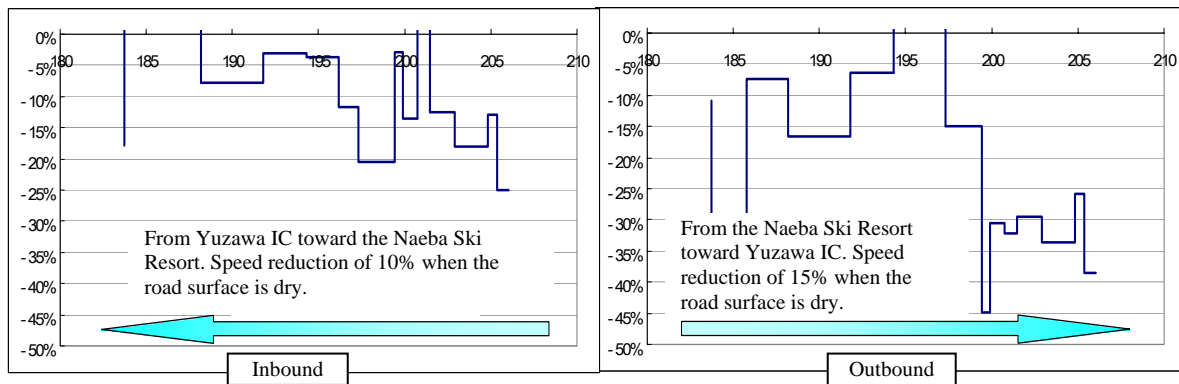 0%
180 185 190 195 200 205 210
-5%
-10%
-15%
-20%
-25%
-30%
-35%
-40%
-45%
-50%
From Yuzawa IC toward the Naeba Ski
Resort. Speed reduction of 10% when the
road surface is dry.
Inbound
0%
180 185 190 195 200 205 210
-5%
-10%
-15%
-20%
-25%
-30%
-35%
-40%
-45%
-50%
From the Naeba Ski Resort
toward Yuzawa IC. Speed
reduction of 15% when the
road surface is dry.
Outbound